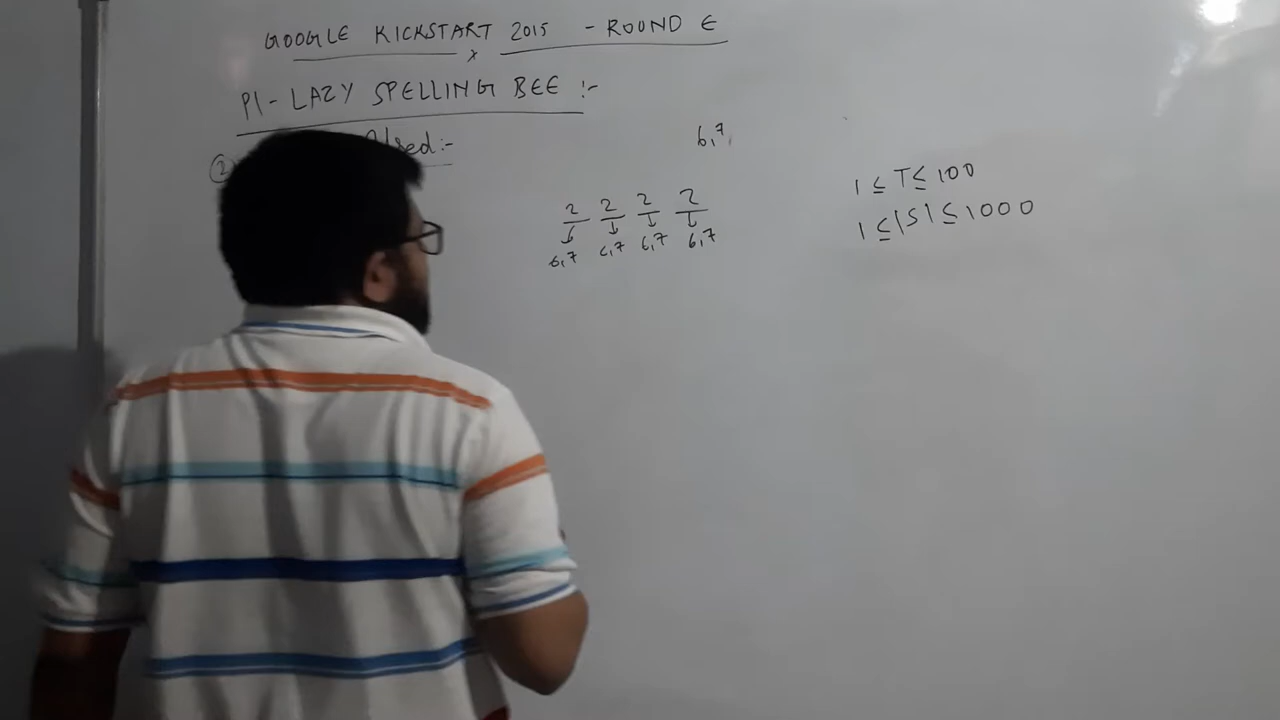 GOOGLE KICKSTART 2015 - ROUND E
x
P1 - LAZY SPELLING BEE :-
②
6,7,
2 2 2 2
6,7 6,7 6,7 6,7
1 ≤ T ≤ 100
1 ≤ |S| ≤ 1000